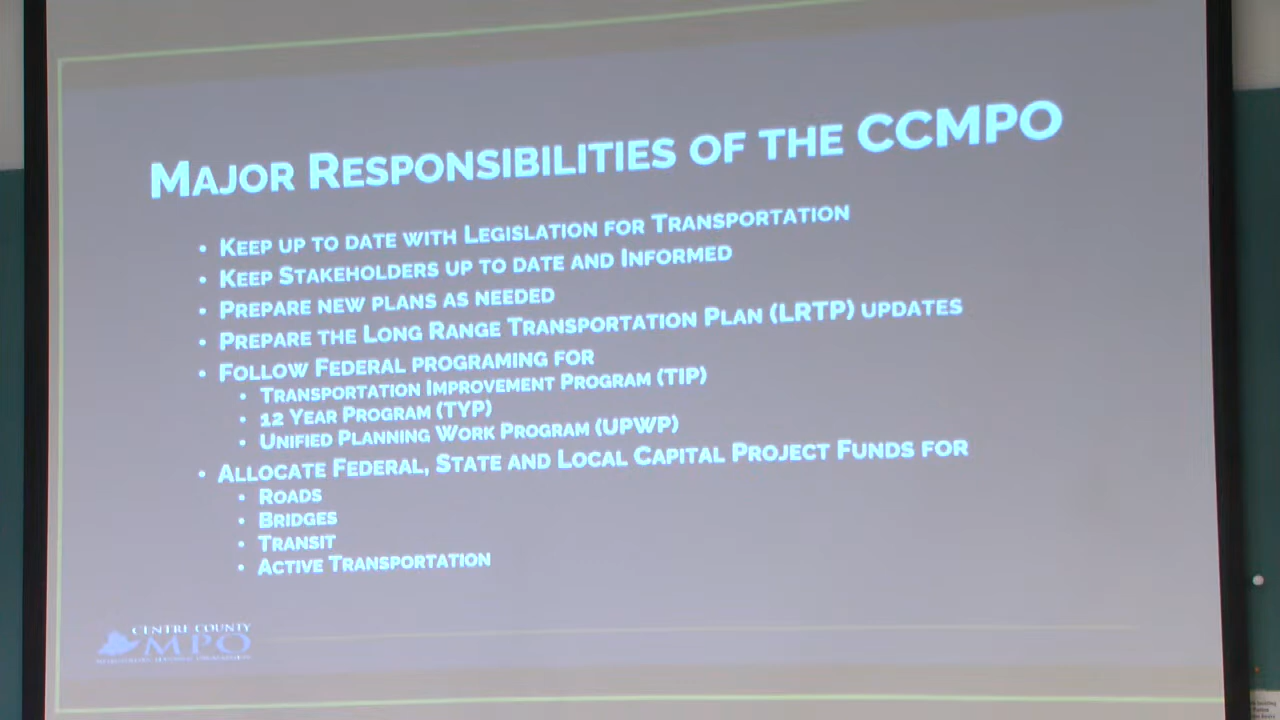 Major Responsibilities of the CCMPO
• Keep up to date with Legislation for Transportation
• Keep Stakeholders up to date and Informed
• Prepare new plans as needed
• Prepare the Long Range Transportation Plan (LRTP) updates
• Follow Federal programing for
• Transportation Improvement Program (TIP)
• 12 Year Program (TYP)
• Unified Planning Work Program (UPWP)
• Allocate Federal, State and Local Capital Project Funds for
• Roads
• Bridges
• Transit
• Active Transportation
CENTRE COUNTY
MPO